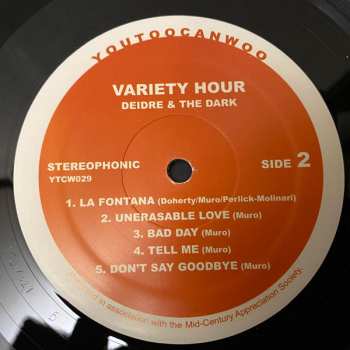 YOUTOOCANWOO
VARIETY HOUR
DEIDRE & THE DARK
STEREOPHONIC
SIDE 2
YTCW029
1. LA FONTANA (Doherty/Muro/Perlick-Molinari)
2. UNERASABLE LOVE (Muro)
3. BAD DAY (Muro)
4. TELL ME (Muro)
5. DON'T SAY GOODBYE (Muro)
in association with the Mid-Century Appreciation Society.